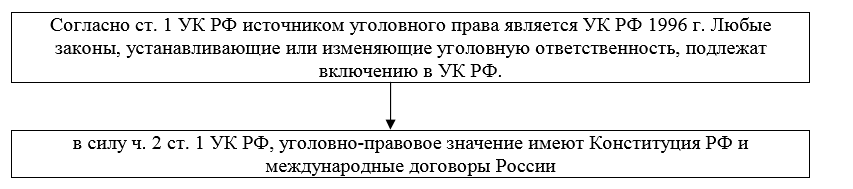 Согласно ст. 1 УК РФ источником уголовного права является УК РФ 1996 г. Любые
законы, устанавливающие или изменяющие уголовную ответственность, подлежат
включению в УК РФ.
в силу ч. 2 ст. 1 УК РФ, уголовно-правовое значение имеют Конституция РФ и
международные договоры России